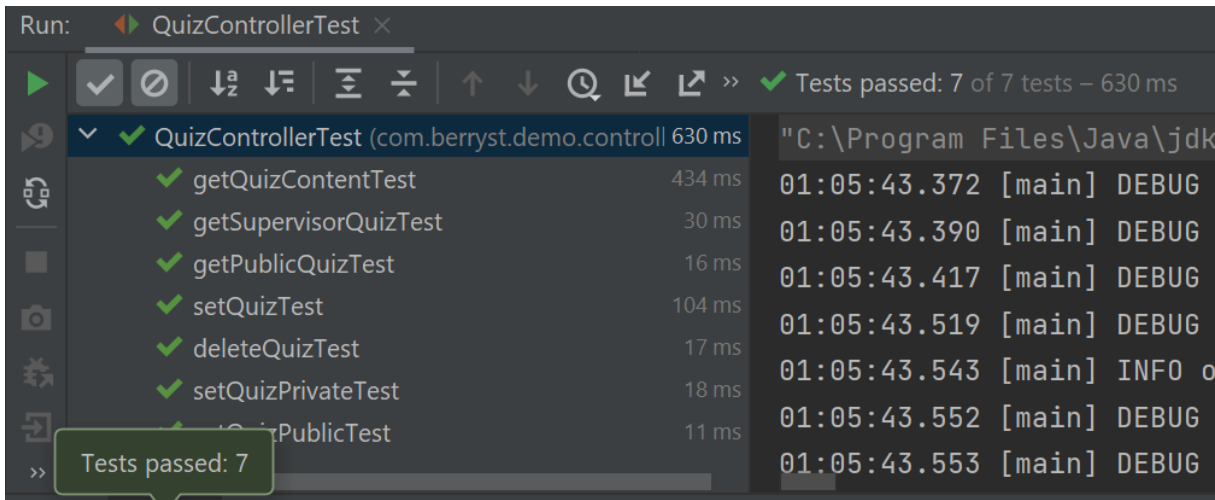 Run: QuizControllerTest
Tests passed: 7 of 7 tests – 630 ms
QuizControllerTest (com.berryst.demo.controll 630 ms
getQuizContentTest 434 ms
getSupervisorQuizTest 30 ms
getPublicQuizTest 16 ms
setQuizTest 104 ms
deleteQuizTest 17 ms
setQuizPrivateTest 18 ms
PublicTest 11 ms
Tests passed: 7
"C:\Program Files\Java\jdk
01:05:43.372 [main] DEBUG
01:05:43.390 [main] DEBUG
01:05:43.417 [main] DEBUG
01:05:43.519 [main] DEBUG
01:05:43.543 [main] INFO o
01:05:43.552 [main] DEBUG
01:05:43.553 [main] DEBUG